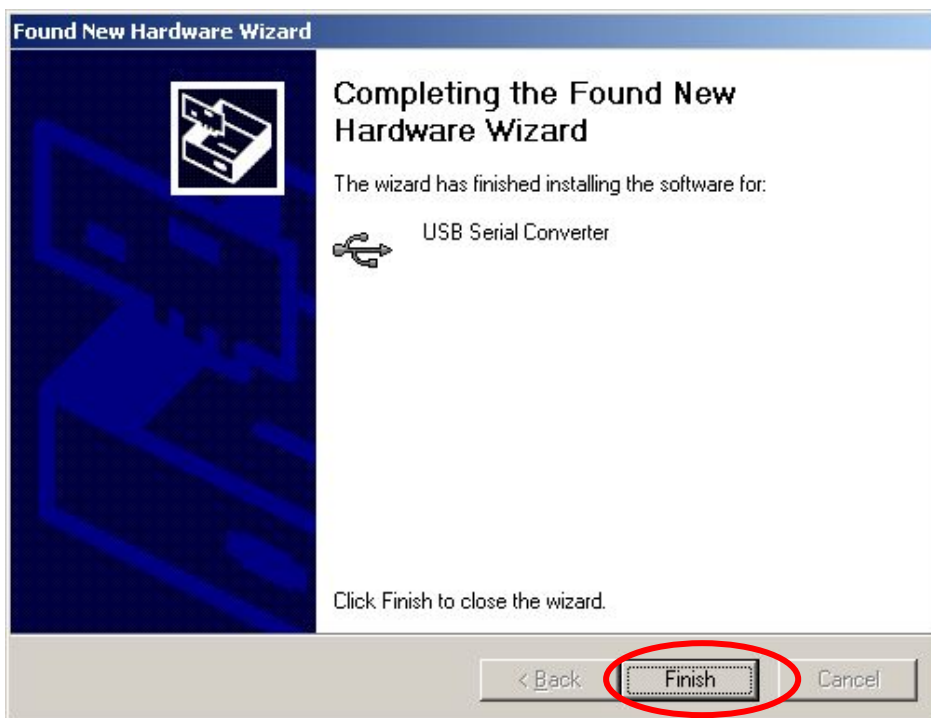 Found New Hardware Wizard
Completing the Found New
Hardware Wizard
The wizard has finished installing the software for:
USB Serial Converter
Click Finish to close the wizard.
< Back
Finish
Cancel